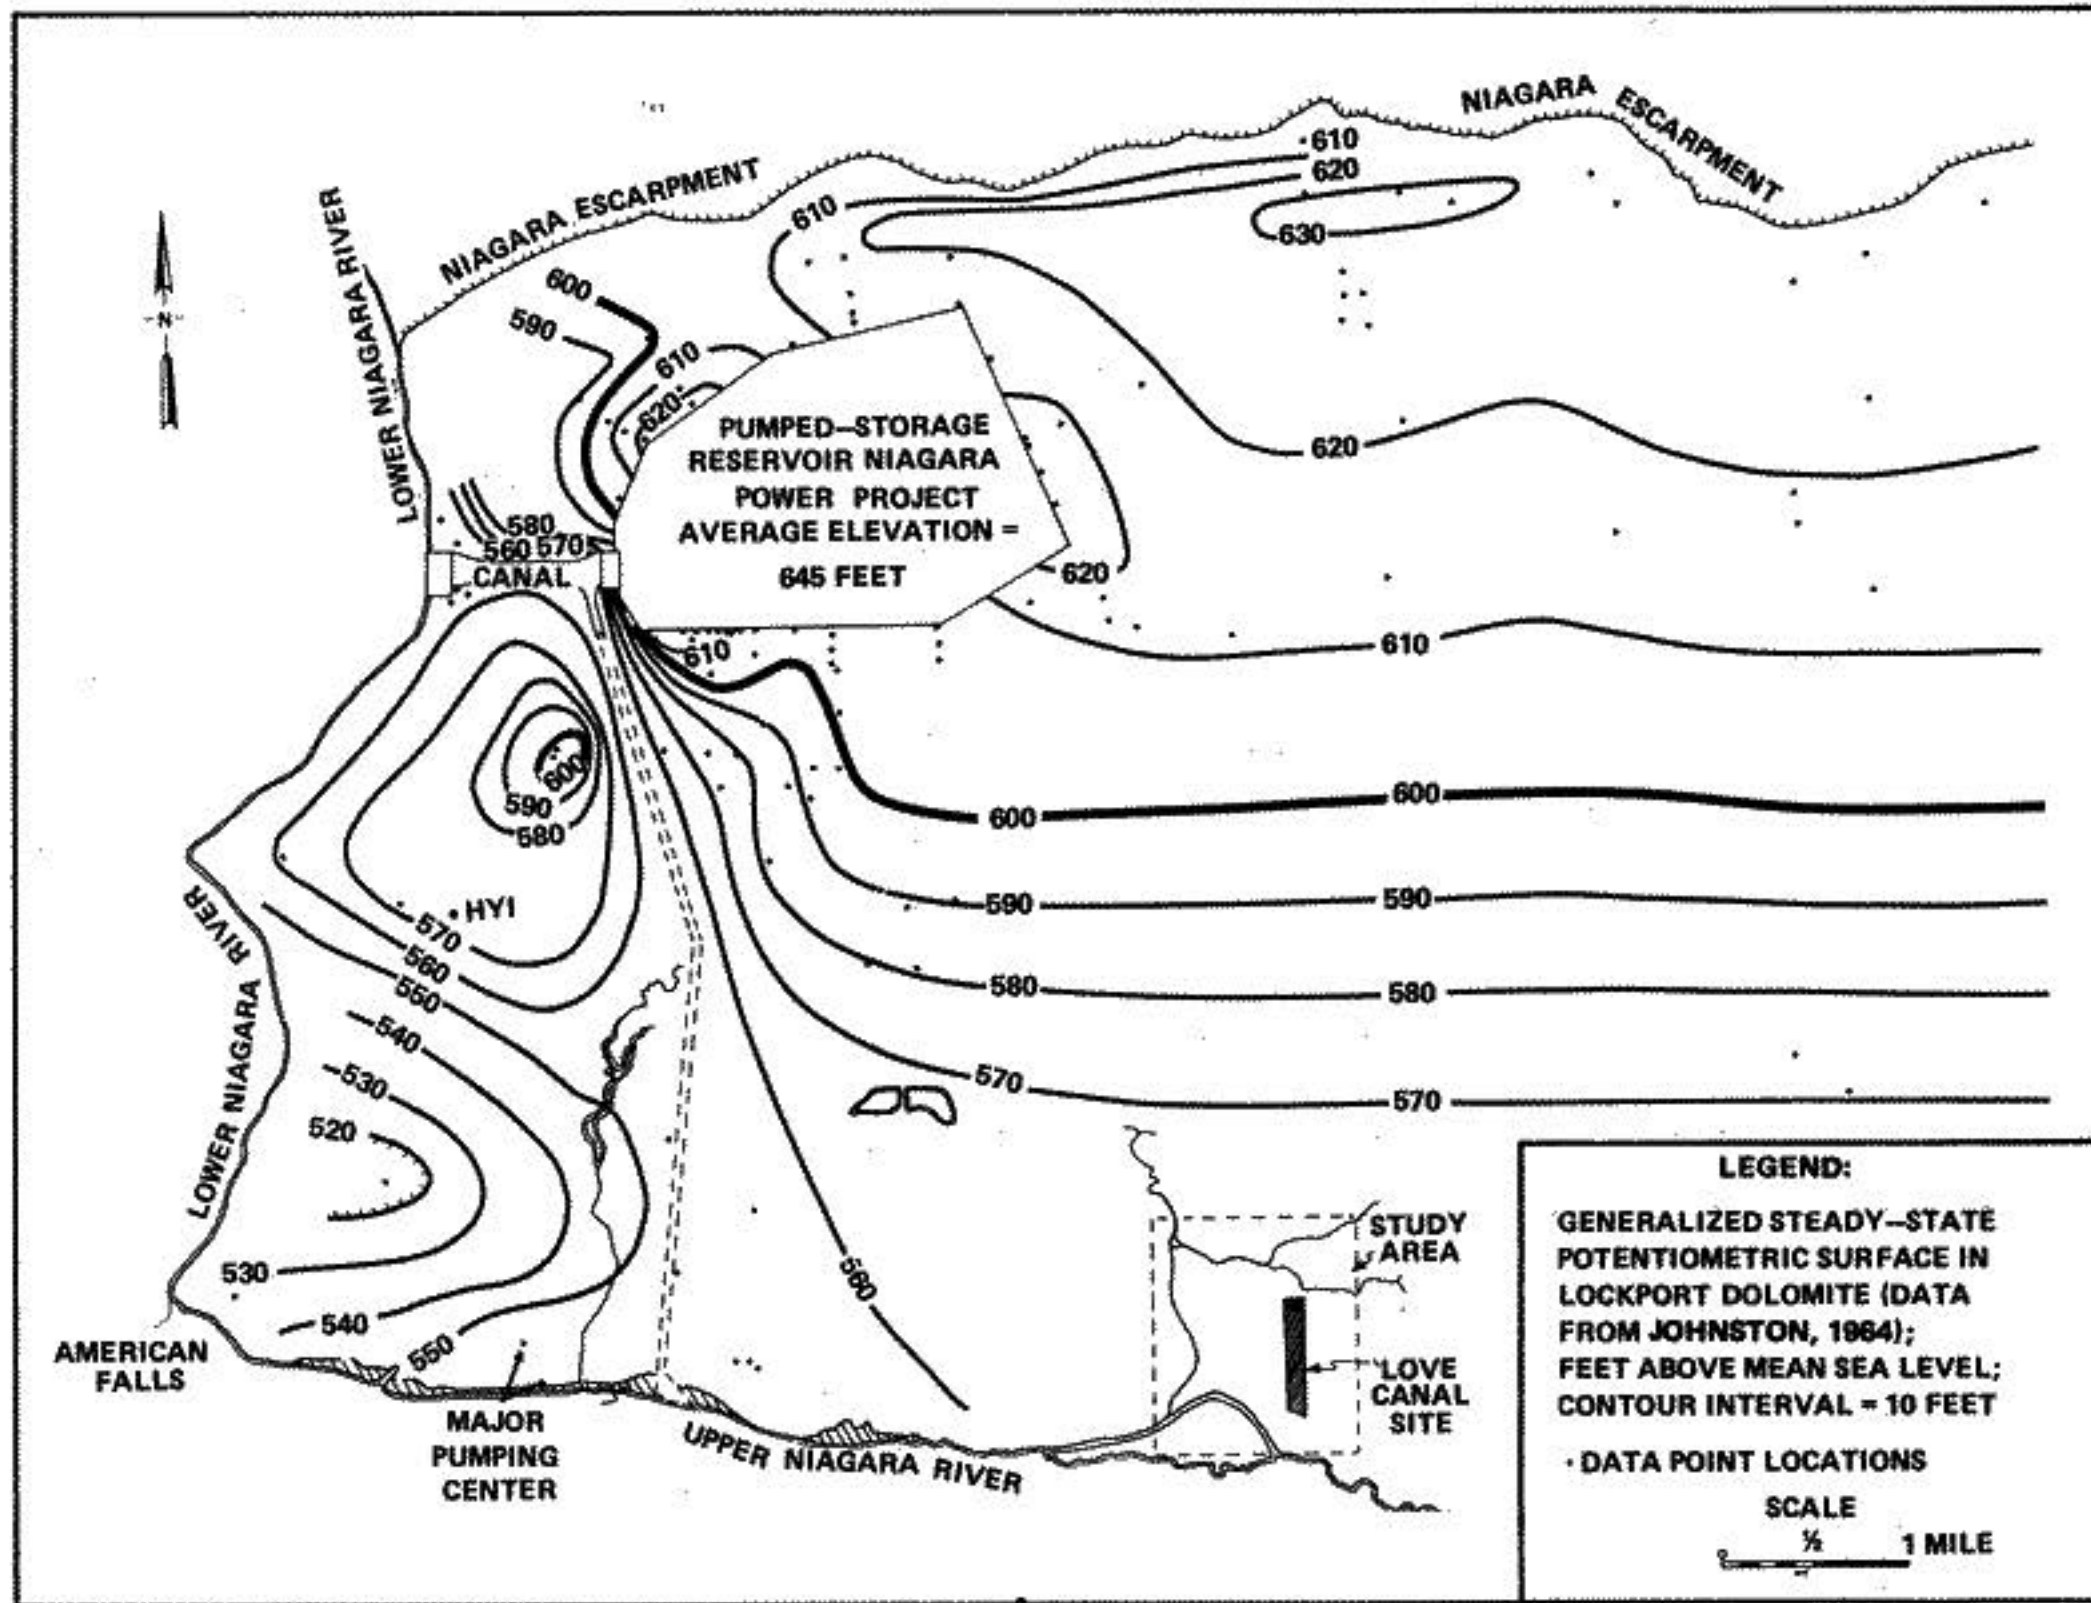 NIAGARA ESCARPMENT
610
620
630
NIAGARA ESCARPMENT
610
LOWER NIAGARA RIVER
600
590
610
620
N
PUMPED–STORAGE
RESERVOIR NIAGARA
POWER PROJECT
AVERAGE ELEVATION =
645 FEET
620
580
560 570
CANAL
620
610
610
600
600
600
590
580
590
590
RIVER
HYI
570
560
550
580
580
540
LOWER NIAGARA
530
570
570
520
560
530
540
550
AMERICAN
FALLS
MAJOR
PUMPING
CENTER
UPPER NIAGARA RIVER
STUDY
AREA
LOVE
CANAL
SITE
LEGEND:
GENERALIZED STEADY–STATE
POTENTIOMETRIC SURFACE IN
LOCKPORT DOLOMITE (DATA
FROM JOHNSTON, 1964);
FEET ABOVE MEAN SEA LEVEL;
CONTOUR INTERVAL = 10 FEET
· DATA POINT LOCATIONS
SCALE
0 ½ 1 MILE